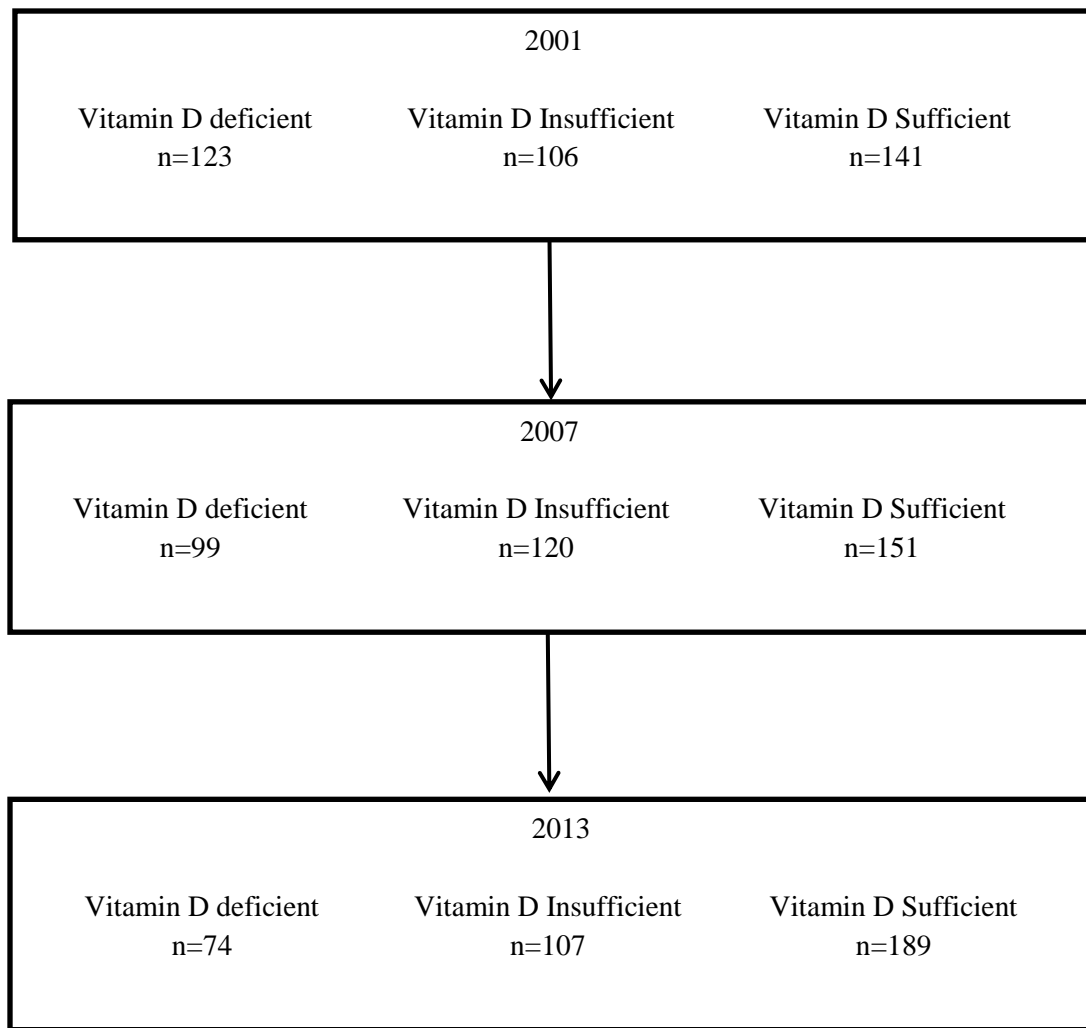 2001
Vitamin D deficient Vitamin D Insufficient Vitamin D Sufficient
n=123 n=106 n=141
2007
Vitamin D deficient Vitamin D Insufficient Vitamin D Sufficient
n=99 n=120 n=151
2013
Vitamin D deficient Vitamin D Insufficient Vitamin D Sufficient
n=74 n=107 n=189